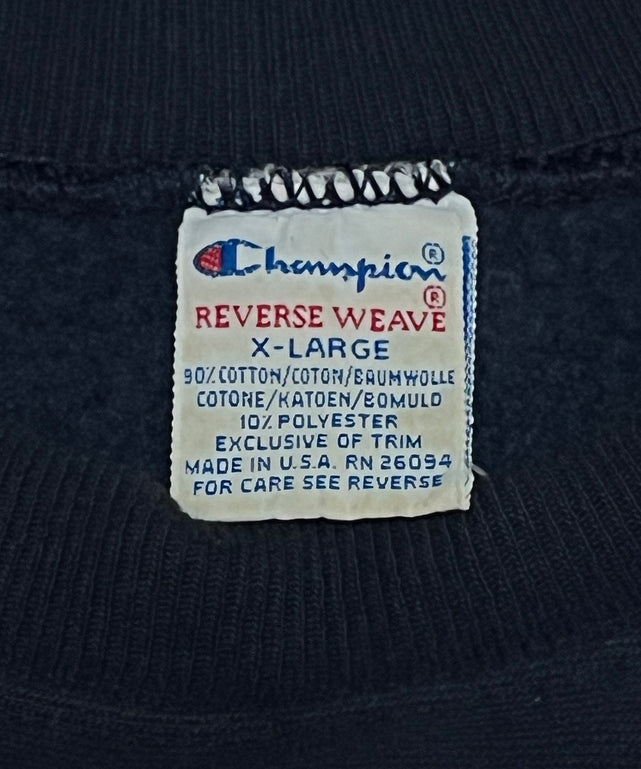 Champion®
REVERSE WEAVE®
X-LARGE
90% COTTON/COTON/BAUMWOLLE
COTONE/KATOEN/BOMULD
10% POLYESTER
EXCLUSIVE OF TRIM
MADE IN U.S.A. RN 26094
FOR CARE SEE REVERSE